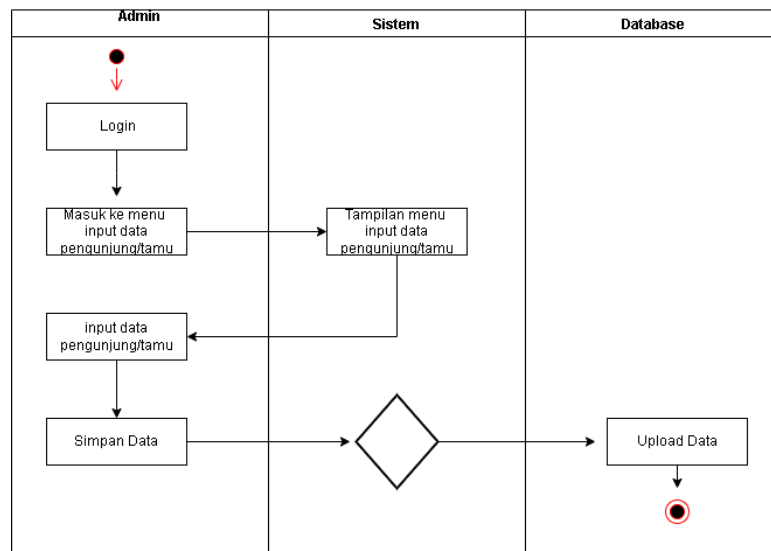 Admin
Sistem
Database
Login
Masuk ke menu
input data
pengunjung/tamu
Tampilan menu
input data
pengunjung/tamu
input data
pengunjung/tamu
Simpan Data
Upload Data